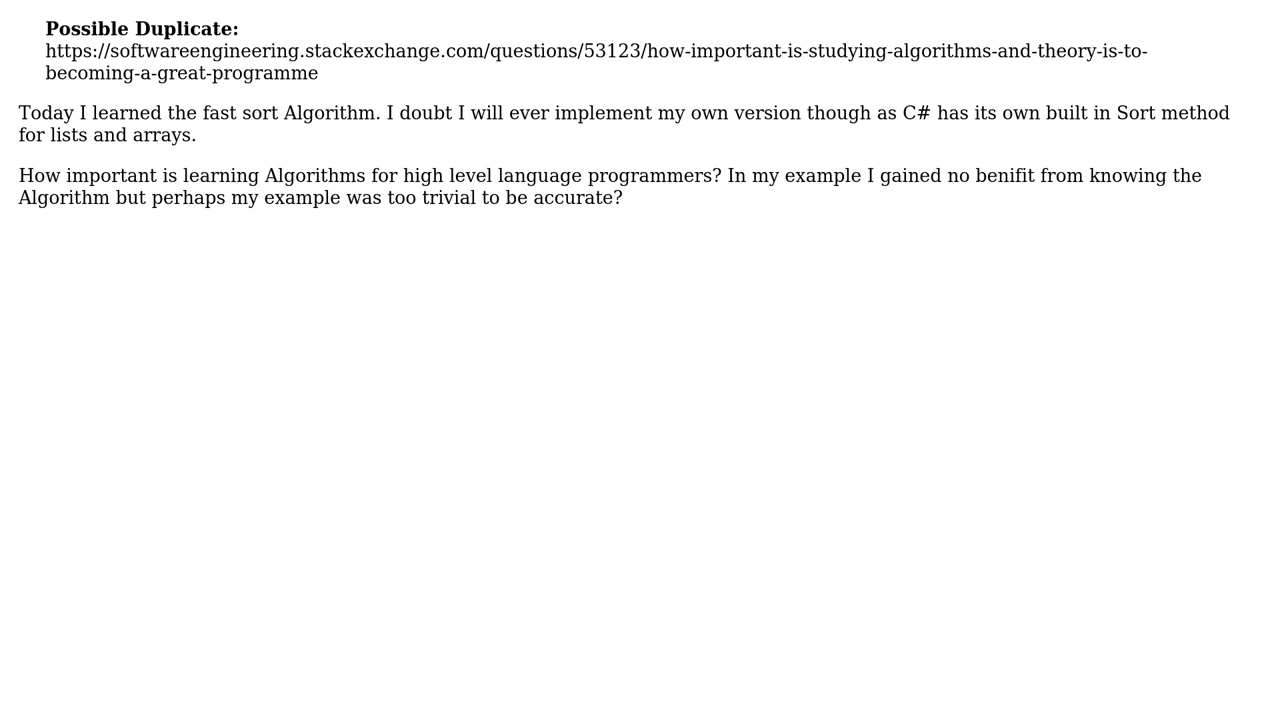 Possible Duplicate:
https://softwareengineering.stackexchange.com/questions/53123/how-important-is-studying-algorithms-and-theory-is-to-
becoming-a-great-programme
Today I learned the fast sort Algorithm. I doubt I will ever implement my own version though as C# has its own built in Sort method
for lists and arrays.
How important is learning Algorithms for high level language programmers? In my example I gained no benifit from knowing the
Algorithm but perhaps my example was too trivial to be accurate?